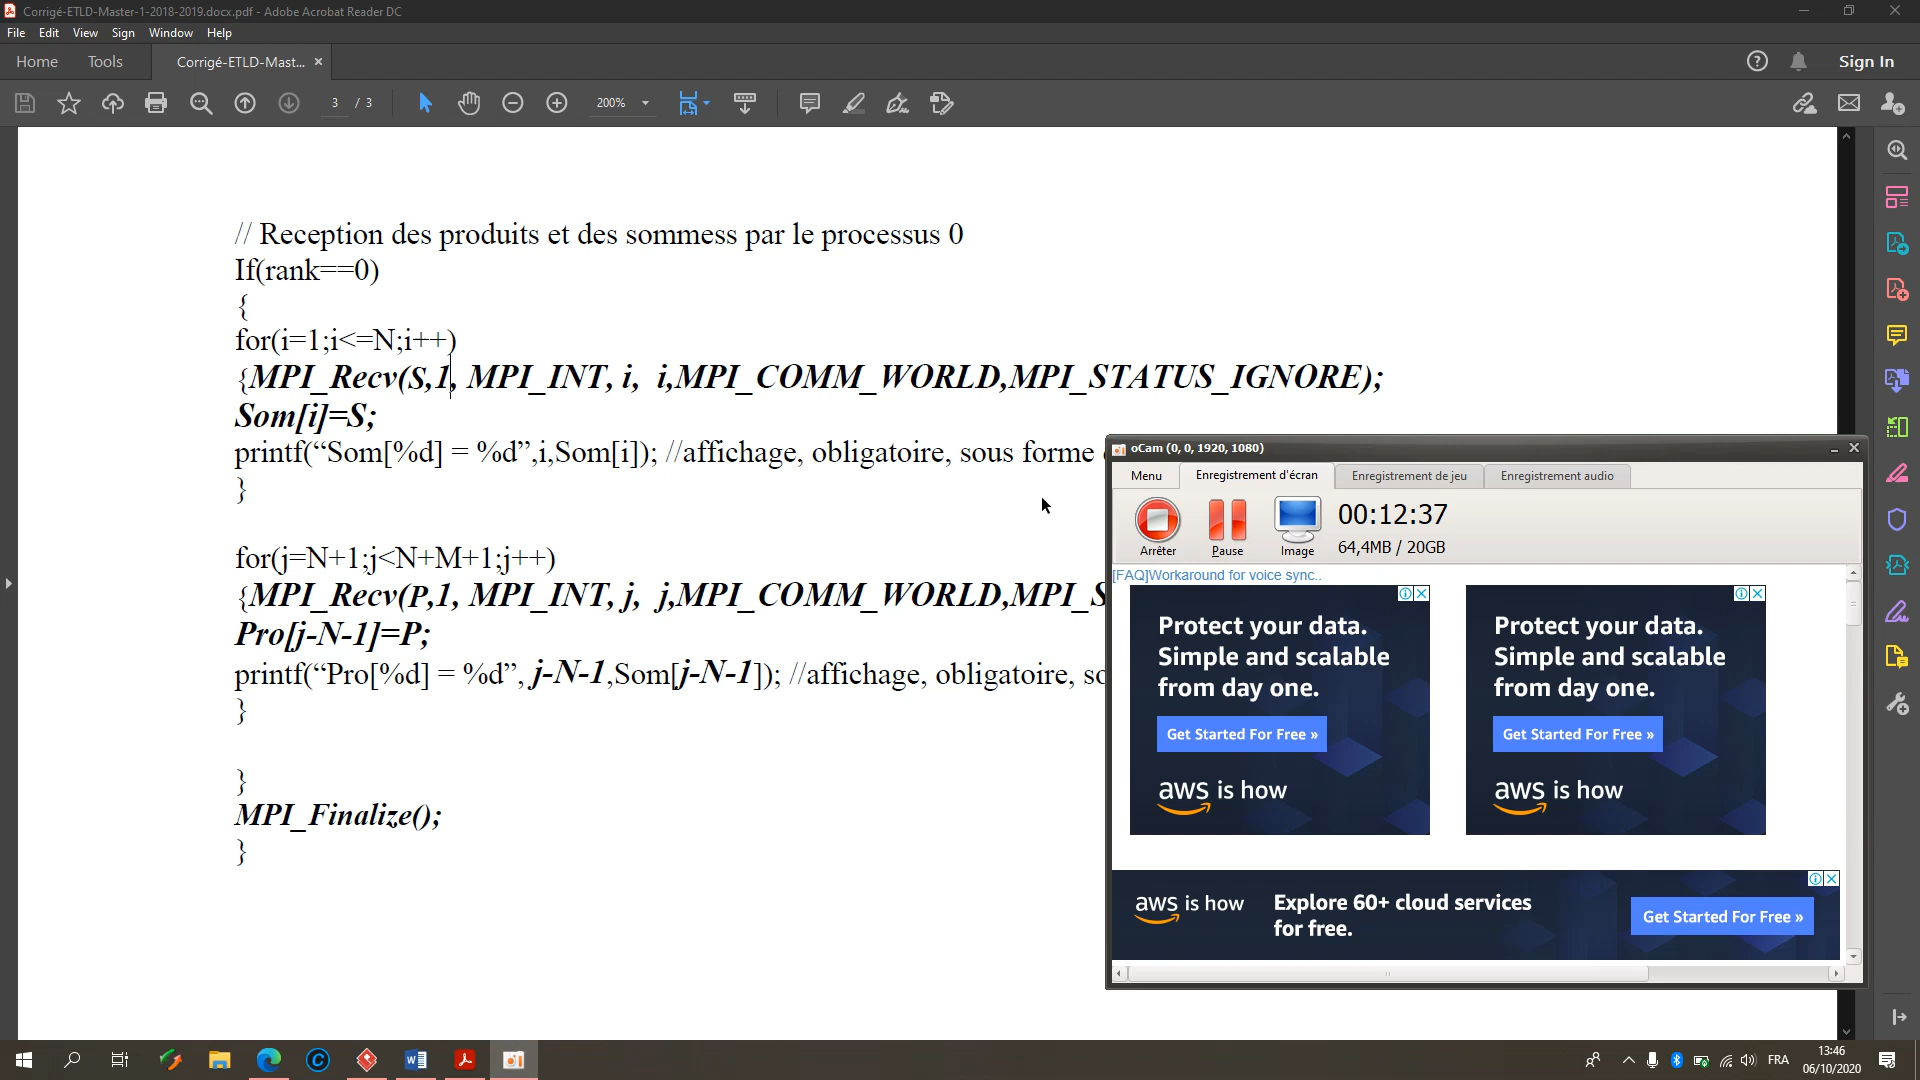 Corrigé-ETLD-Master-1-2018-2019.docx.pdf - Adobe Acrobat Reader DC
File Edit View Sign Window Help
Home Tools Corrigé-ETLD-Mast... × Sign In
3 / 3 200%
// Reception des produits et des sommess par le processus 0
If(rank==0)
{
for(i=1;i<=N;i++)
{MPI_Recv(S,1, MPI_INT, i, i,MPI_COMM_WORLD,MPI_STATUS_IGNORE);
Som[i]=S;
printf(“Som[%d] = %d”,i,Som[i]); //affichage, obligatoire, sous forme
}
for(j=N+1;j<N+M+1;j++)
{MPI_Recv(P,1, MPI_INT, j, j,MPI_COMM_WORLD,MPI_S
Pro[j-N-1]=P;
printf(“Pro[%d] = %d”, j-N-1,Som[j-N-1]); //affichage, obligatoire, so
}
}
MPI_Finalize();
}
oCam (0, 0, 1920, 1080)
Menu Enregistrement d'écran Enregistrement de jeu Enregistrement audio
Arrêter Pause Image
00:12:37
64,4MB / 20GB
[FAQ]Workaround for voice sync..
Protect your data.
Simple and scalable
from day one.
Get Started For Free »
aws is how
Protect your data.
Simple and scalable
from day one.
Get Started For Free »
aws is how
aws is how
Explore 60+ cloud services
for free.
Get Started For Free »
FRA
13:46
06/10/2020